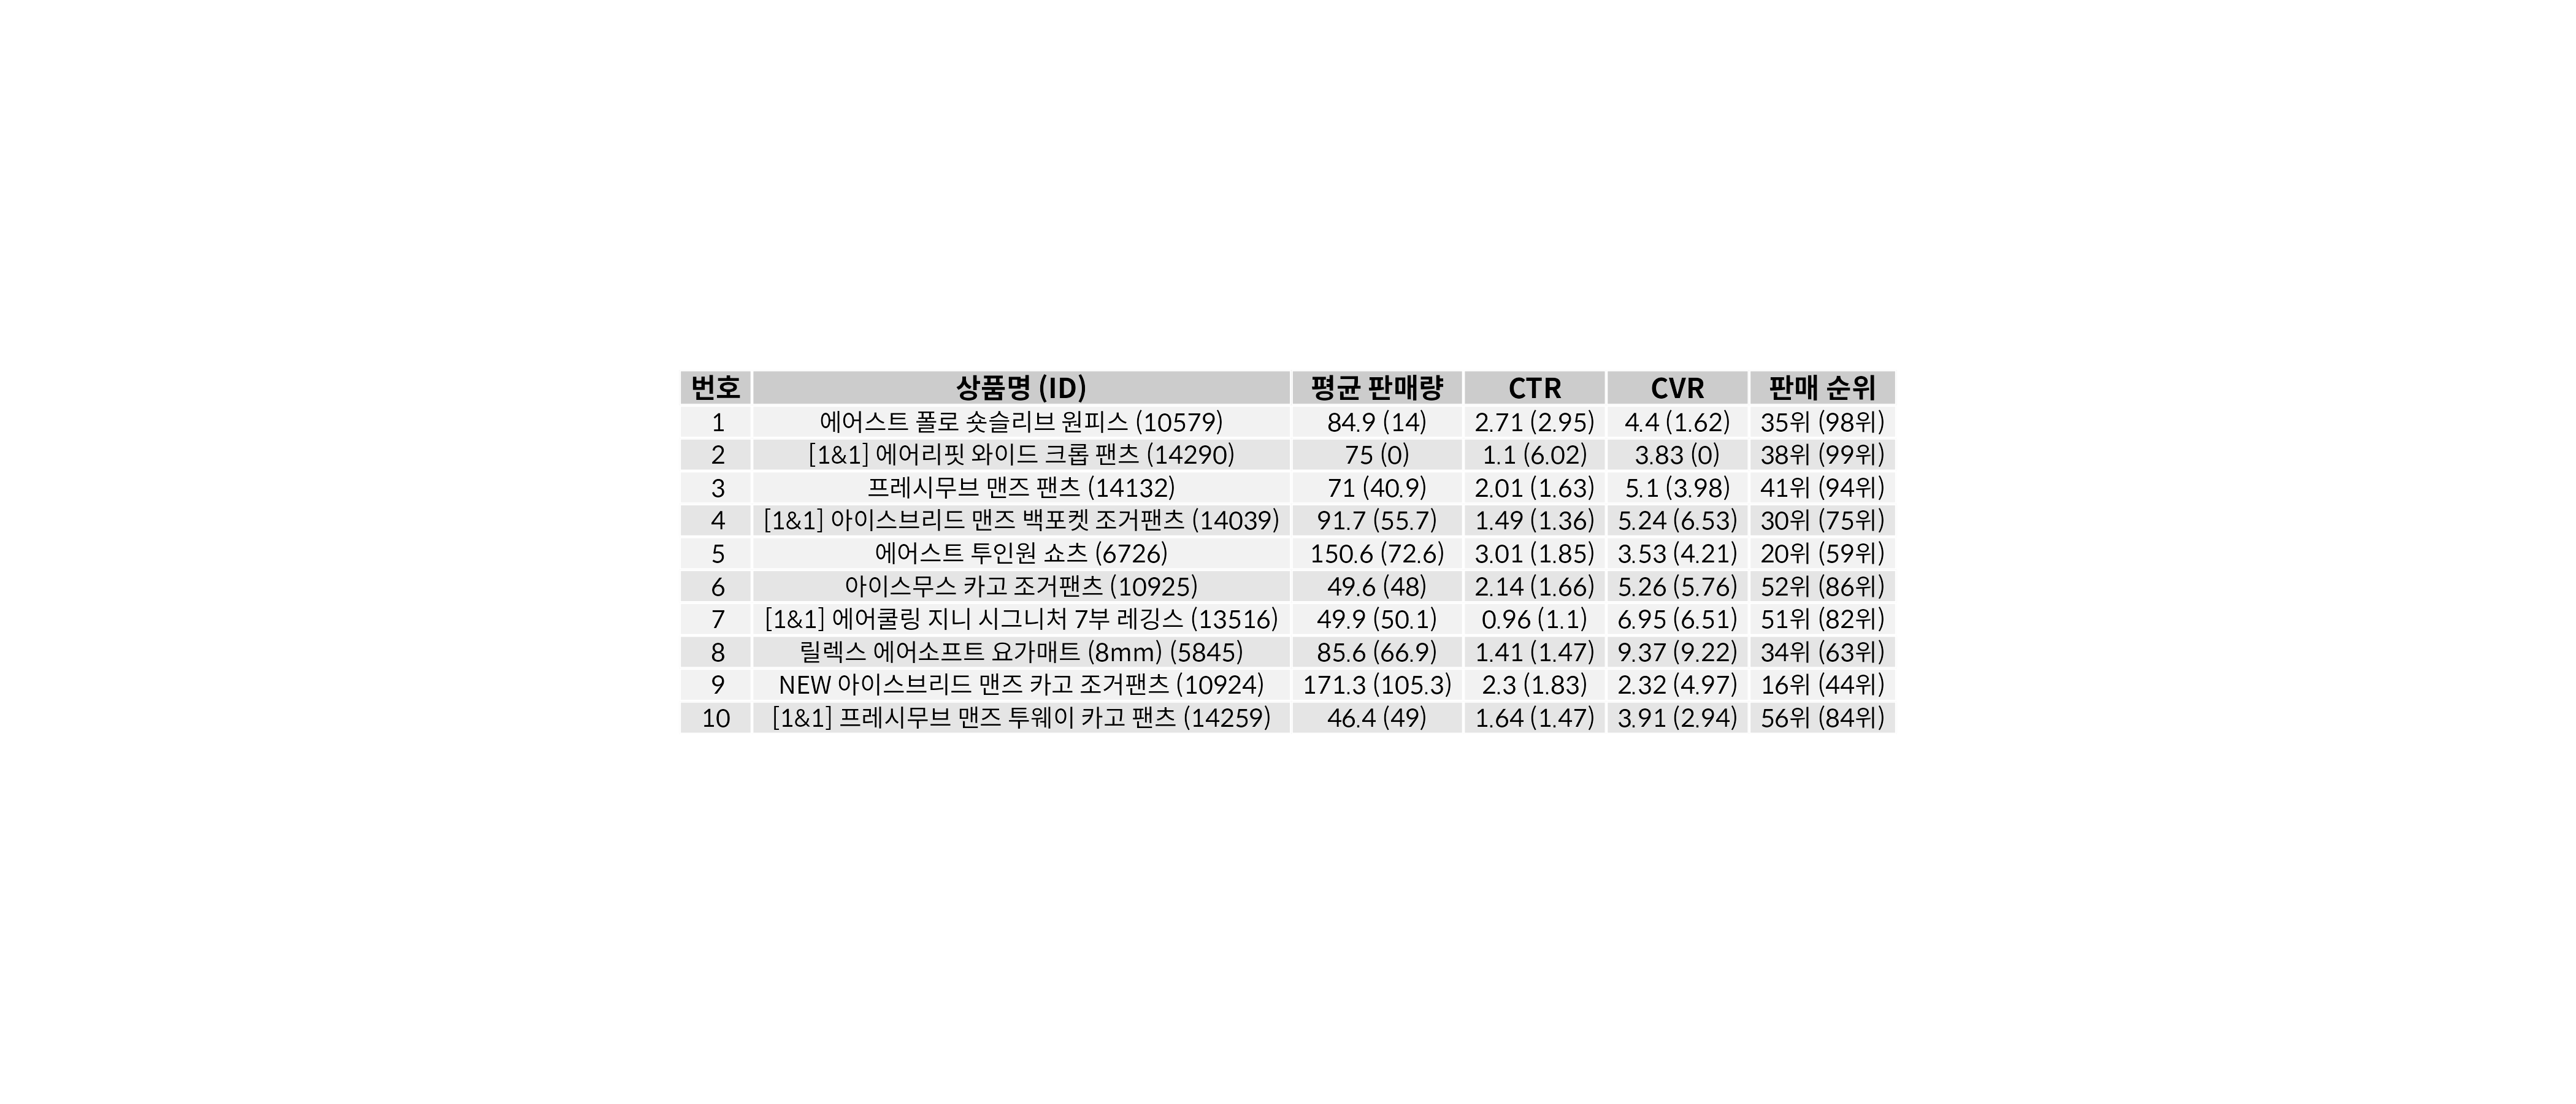 번호 상품명 (ID) 평균 판매량 CTR CVR 판매 순위
1 에어스트 폴로 숏슬리브 원피스 (10579) 84.9 (14) 2.71 (2.95) 4.4 (1.62) 35위 (98위)
2 [1&1] 에어리핏 와이드 크롭 팬츠 (14290) 75 (0) 1.1 (6.02) 3.83 (0) 38위 (99위)
3 프레시무브 맨즈 팬츠 (14132) 71 (40.9) 2.01 (1.63) 5.1 (3.98) 41위 (94위)
4 [1&1] 아이스브리드 맨즈 백포켓 조거팬츠 (14039) 91.7 (55.7) 1.49 (1.36) 5.24 (6.53) 30위 (75위)
5 에어스트 투인원 쇼츠 (6726) 150.6 (72.6) 3.01 (1.85) 3.53 (4.21) 20위 (59위)
6 아이스무스 카고 조거팬츠 (10925) 49.6 (48) 2.14 (1.66) 5.26 (5.76) 52위 (86위)
7 [1&1] 에어쿨링 지니 시그니처 7부 레깅스 (13516) 49.9 (50.1) 0.96 (1.1) 6.95 (6.51) 51위 (82위)
8 릴렉스 에어소프트 요가매트 (8mm) (5845) 85.6 (66.9) 1.41 (1.47) 9.37 (9.22) 34위 (63위)
9 NEW 아이스브리드 맨즈 카고 조거팬츠 (10924) 171.3 (105.3) 2.3 (1.83) 2.32 (4.97) 16위 (44위)
10 [1&1] 프레시무브 맨즈 투웨이 카고 팬츠 (14259) 46.4 (49) 1.64 (1.47) 3.91 (2.94) 56위 (84위)